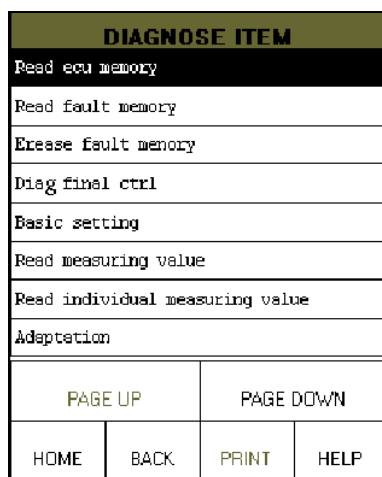 DIAGNOSE ITEM
Read ecu memory
Read fault memory
Erease fault menory
Diag final ctrl
Basic setting
Read measuring value
Read individual measuring value
Adaptation
PAGE UP PAGE DOWN
HOME BACK PRINT HELP